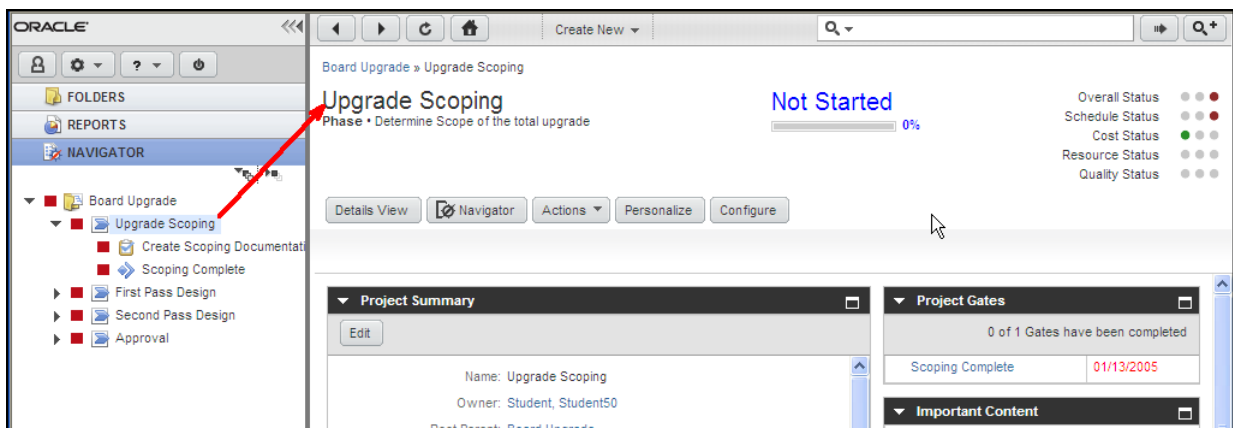 ORACLE
Create New
?
FOLDERS
REPORTS
NAVIGATOR
Board Upgrade
Upgrade Scoping
Create Scoping Documentati
Scoping Complete
First Pass Design
Second Pass Design
Approval
Board Upgrade » Upgrade Scoping
Upgrade Scoping
Phase • Determine Scope of the total upgrade
Not Started
0%
Overall Status
Schedule Status
Cost Status
Resource Status
Quality Status
Details View Navigator Actions Personalize Configure
Project Summary
Edit
Name: Upgrade Scoping
Owner: Student, Student50
Root Parent: Board Upgrade
Project Gates
0 of 1 Gates have been completed
Scoping Complete 01/13/2005
Important Content